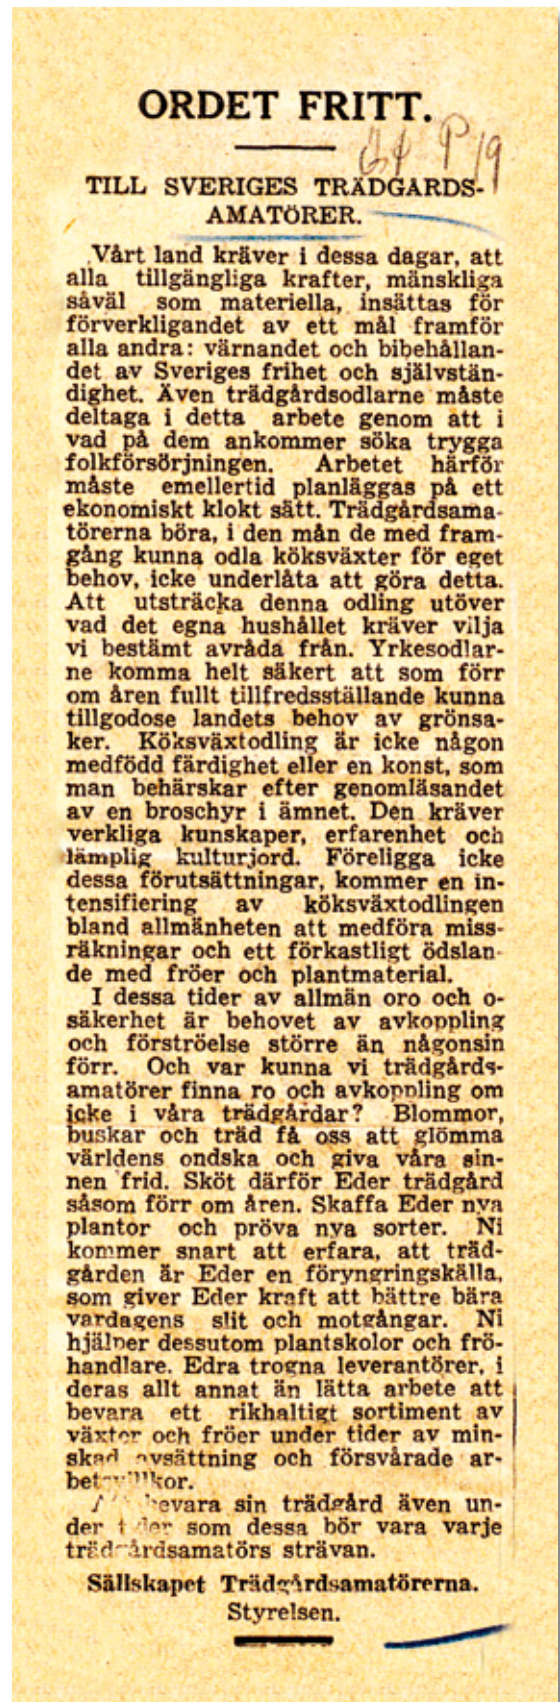 ORDET FRITT.
TILL SVERIGES TRÄDGARDS-
AMATÖRER.
Vårt land kräver i dessa dagar, att
alla tillgängliga krafter, mänskliga
såväl som materiella, insättas för
förverkligandet av ett mål framför
alla andra: värnandet och bibehållan-
det av Sveriges frihet och självstän-
dighet. Även trädgårdsodlarne måste
deltaga i detta arbete genom att i
vad på dem ankommer söka trygga
folkförsörjningen. Arbetet härför
måste emellertid planläggas på ett
ekonomiskt klokt sätt. Trädgårdsama-
törerna böra, i den mån de med fram-
gång kunna odla köksväxter för eget
behov, icke underlåta att göra detta.
Att utsträcka denna odling utöver
vad det egna hushållet kräver vilja
vi bestämt avråda från. Yrkesodlar-
ne komma helt säkert att som förr
om åren fullt tillfredsställande kunna
tillgodose landets behov av grönsa-
ker. Köksväxtodling är icke någon
medfödd färdighet eller en konst, som
man behärskar efter genomläsandet
av en broschyr i ämnet. Den kräver
verkliga kunskaper, erfarenhet och
lämplig kulturjord. Föreligga icke
dessa förutsättningar, kommer en in-
tensifiering av köksväxtodlingen
bland allmänheten att medföra miss-
räkningar och ett förkastligt ödslan-
de med fröer och plantmaterial.
I dessa tider av allmän oro och o-
säkerhet är behovet av avkoppling
och förströelse större än någonsin
förr. Och var kunna vi trädgårds-
amatörer finna ro och avkoppling om
icke i våra trädgårdar? Blommor,
buskar och träd få oss att glömma
världens ondska och giva våra sin-
nen frid. Sköt därför Eder trädgård
såsom förr om åren. Skaffa Eder nya
plantor och pröva nya sorter. Ni
kommer snart att erfara, att träd-
gården är Eder en föryngringskälla,
som giver Eder kraft att bättre bära
vardagens slit och motgångar. Ni
hjälper dessutom plantskolor och frö-
handlare. Edra trogna leverantörer, i
deras allt annat än lätta arbete att
bevara ett rikhaltigt sortiment av
växter och fröer under tider av min-
skad avsättning och försvårade ar-
betsvillkor.
Att bevara sin trädgård även un-
der tider som dessa bör vara varje
trädgårdsamatörs strävan.
Sällskapet Trädgårdsamatörerna.
Styrelsen.